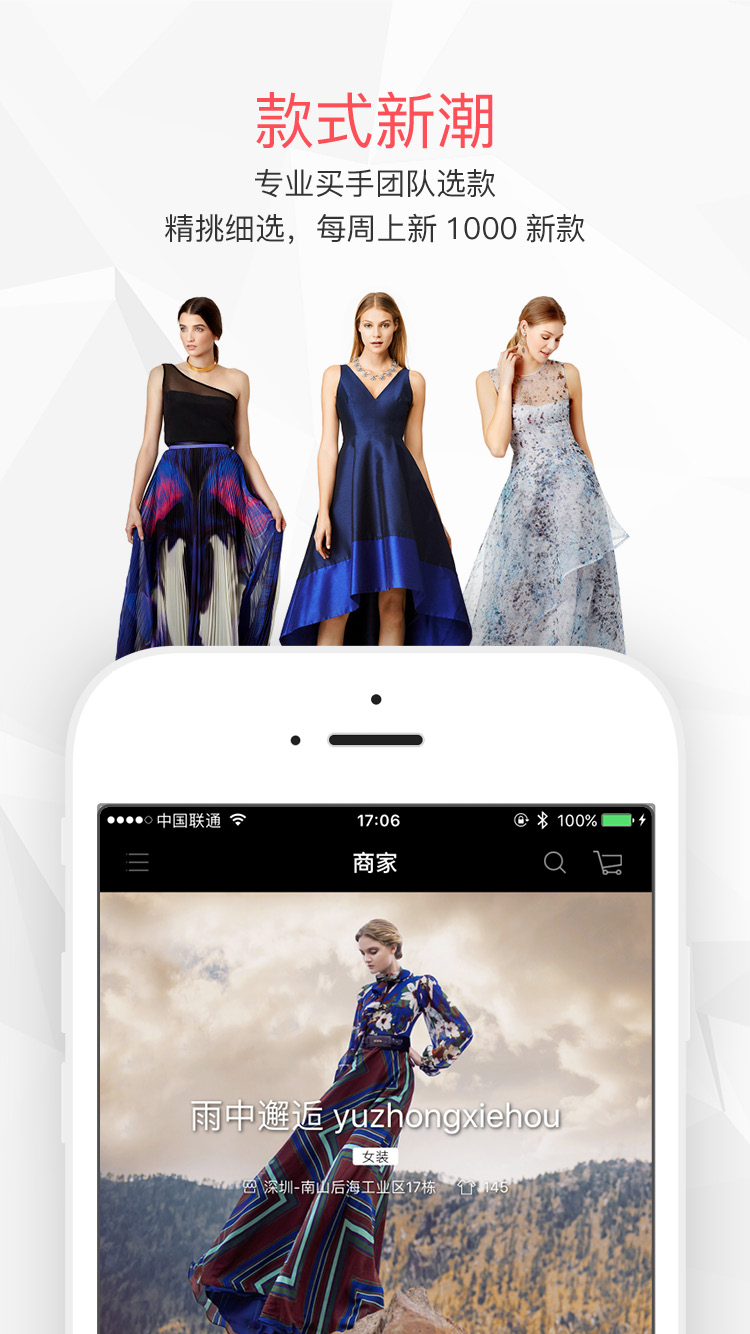 款式新潮
专业买手团队选款
精挑细选，每周上新 1000 新款
中国联通 17:06 100%
商家
雨中邂逅 yuzhongxiehou
女装
深圳-南山后海工业区17栋 145